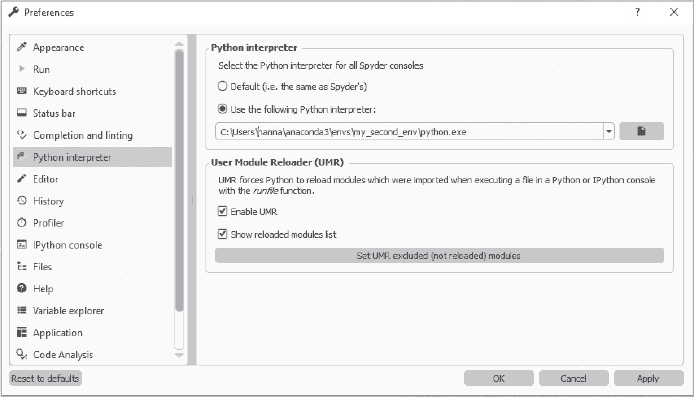 Preferences
? ×
Appearance
Run
Keyboard shortcuts
Status bar
Completion and linting
Python interpreter
Editor
History
Profiler
IPython console
Files
Help
Variable explorer
Application
Code Analysis
Reset to defaults
Python interpreter
Select the Python interpreter for all Spyder consoles
Default (i.e. the same as Spyder's)
Use the following Python interpreter:
C:\Users\hanna\anaconda3\envs\my_second_env\python.exe
User Module Reloader (UMR)
UMR forces Python to reload modules which were imported when executing a file in a Python or IPython console
with the runfile function.
Enable UMR
Show reloaded modules list
Set UMR excluded (not reloaded) modules
OK Cancel Apply